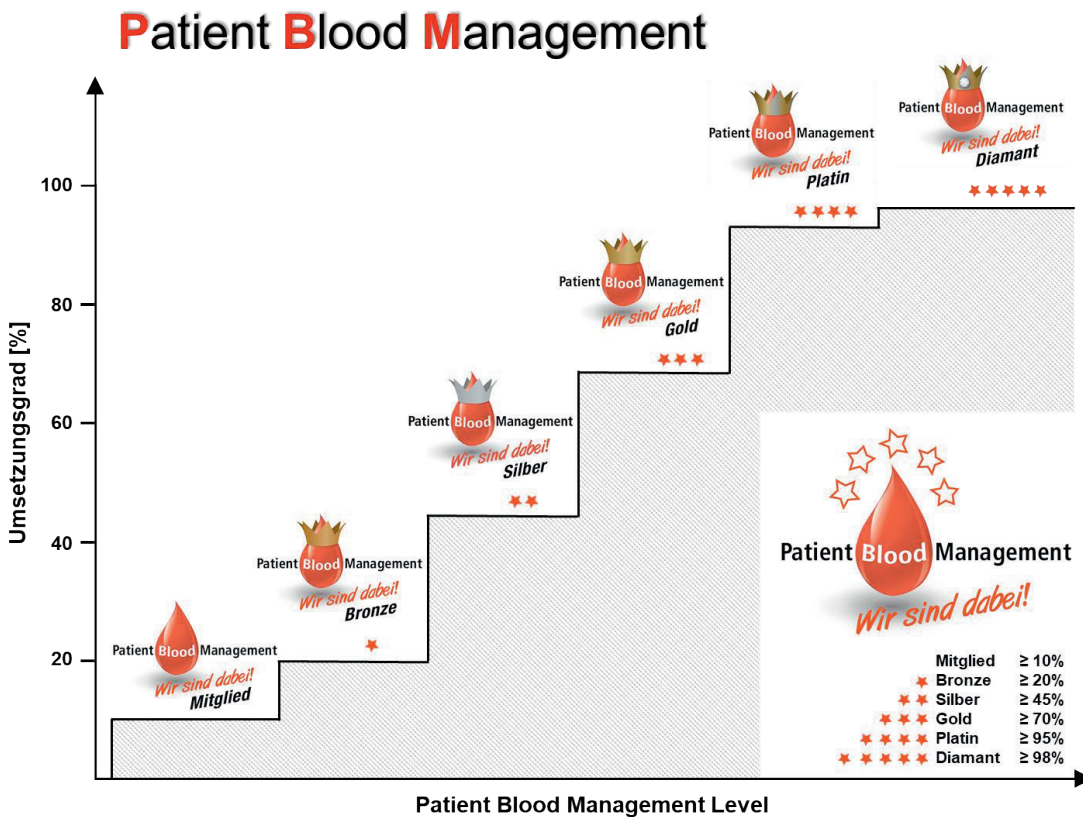 Patient Blood Management
Umsetzungsgrad [%]
100
80
60
40
20
Patient Blood Management
Wir sind dabei!
Mitglied
Patient Blood Management
Wir sind dabei!
Bronze
Patient Blood Management
Wir sind dabei!
Silber
Patient Blood Management
Wir sind dabei!
Gold
Patient Blood Management
Wir sind dabei!
Platin
Patient Blood Management
Wir sind dabei!
Diamant
Patient Blood Management
Wir sind dabei!
Mitglied ≥ 10%
Bronze ≥ 20%
Silber ≥ 45%
Gold ≥ 70%
Platin ≥ 95%
Diamant ≥ 98%
Patient Blood Management Level